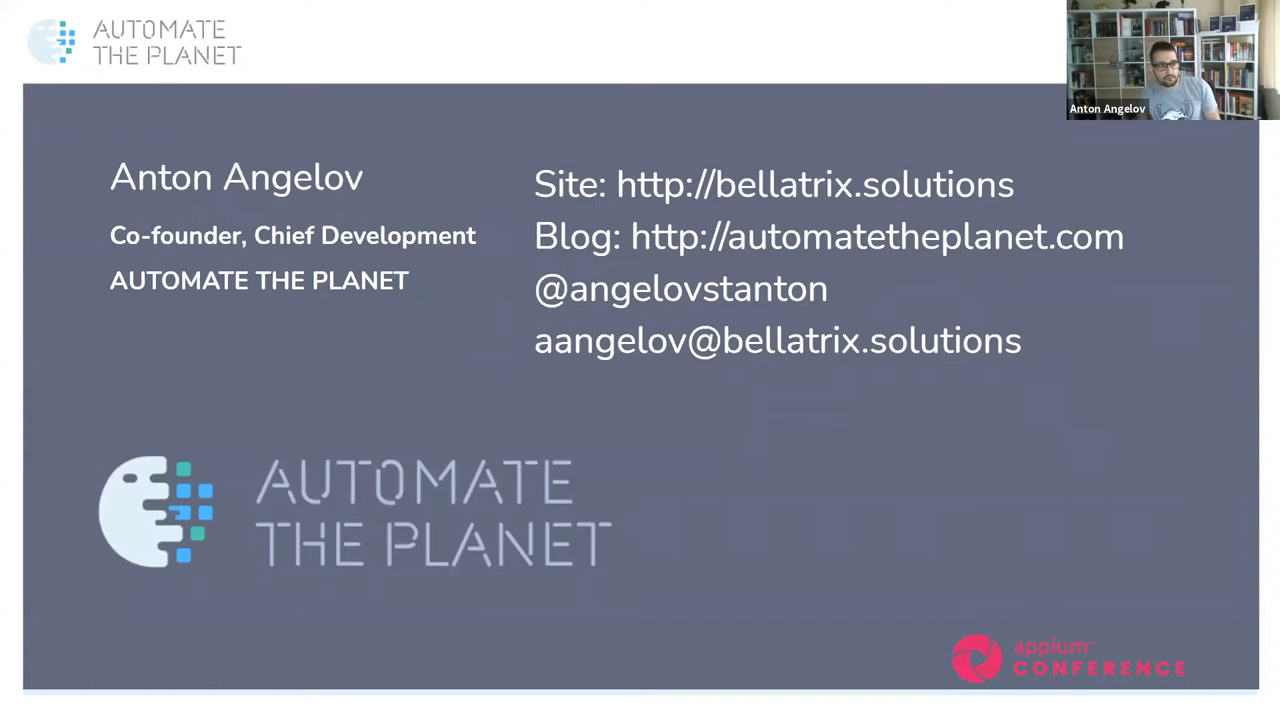 AUTOMATE
THE PLANET
Anton Angelov
Anton Angelov
Co-founder, Chief Development
AUTOMATE THE PLANET
Site: http://bellatrix.solutions
Blog: http://automatetheplanet.com
@angelovstanton
aangelov@bellatrix.solutions
AUTOMATE
THE PLANET
appium™
CONFERENCE